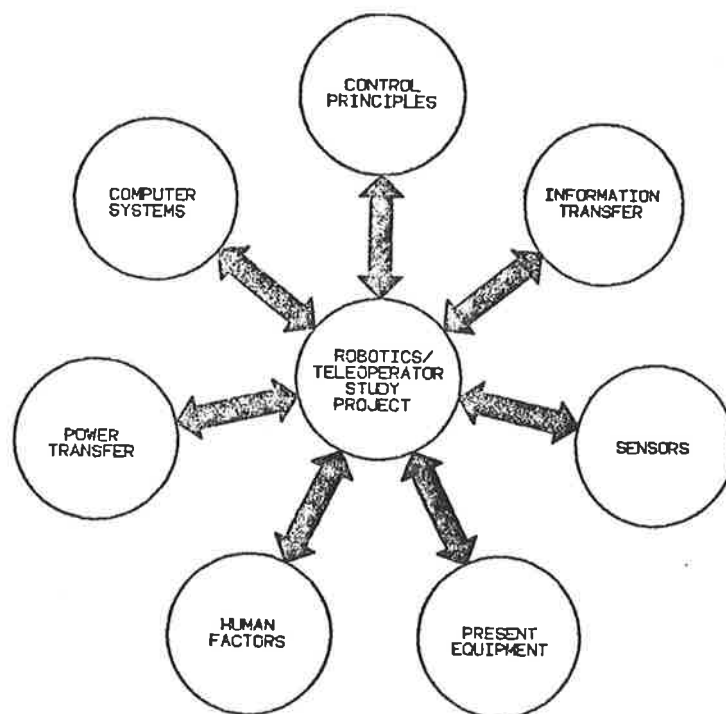 CONTROL
PRINCIPLES
COMPUTER
SYSTEMS
INFORMATION
TRANSFER
ROBOTICS/
TELEOPERATOR
STUDY
PROJECT
POWER
TRANSFER
SENSORS
HUMAN
FACTORS
PRESENT
EQUIPMENT